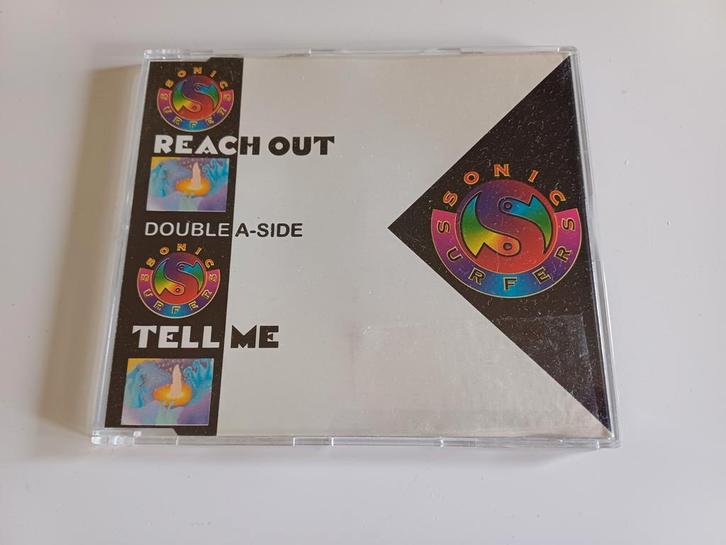 SONIC
SURFERS
REACH OUT
DOUBLE A-SIDE
SONIC
SURFERS
TELL ME
SONIC
SURFERS